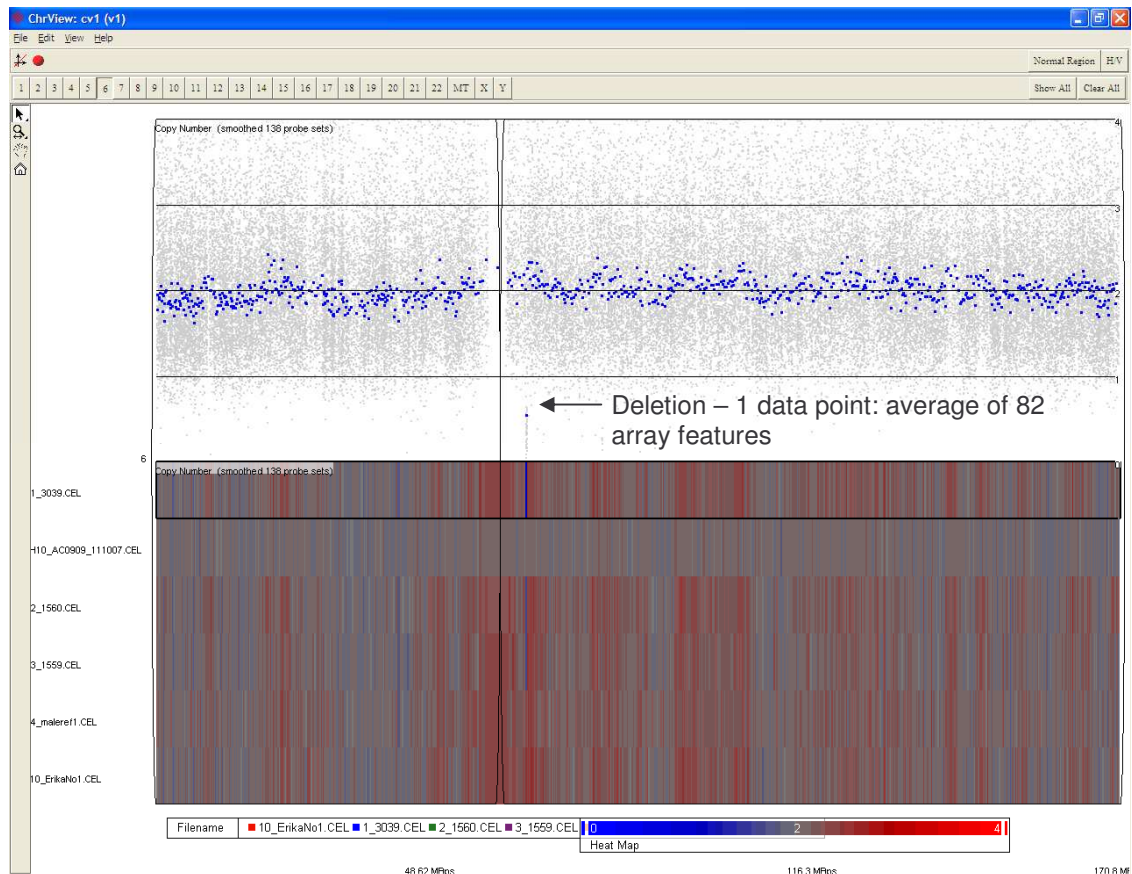 ChrView: cv1 (v1)
File Edit View Help
Normal Region H/V
1 2 3 4 5 6 7 8 9 10 11 12 13 14 15 16 17 18 19 20 21 22 MT X Y Show All Clear All
Copy Number (smoothed 138 probe sets)
4
3
2
1
Deletion – 1 data point: average of 82
array features
6
Copy Number (smoothed 138 probe sets)
0
1_3039.CEL
H10_AC0909_111007.CEL
2_1560.CEL
3_1559.CEL
4_maleref1.CEL
10_ErikaNo1.CEL
Filename 10_ErikaNo1.CEL 1_3039.CEL 2_1560.CEL 3_1559.CEL 0 2 4
Heat Map
48.62 MBps 116.3 MBps 170.8